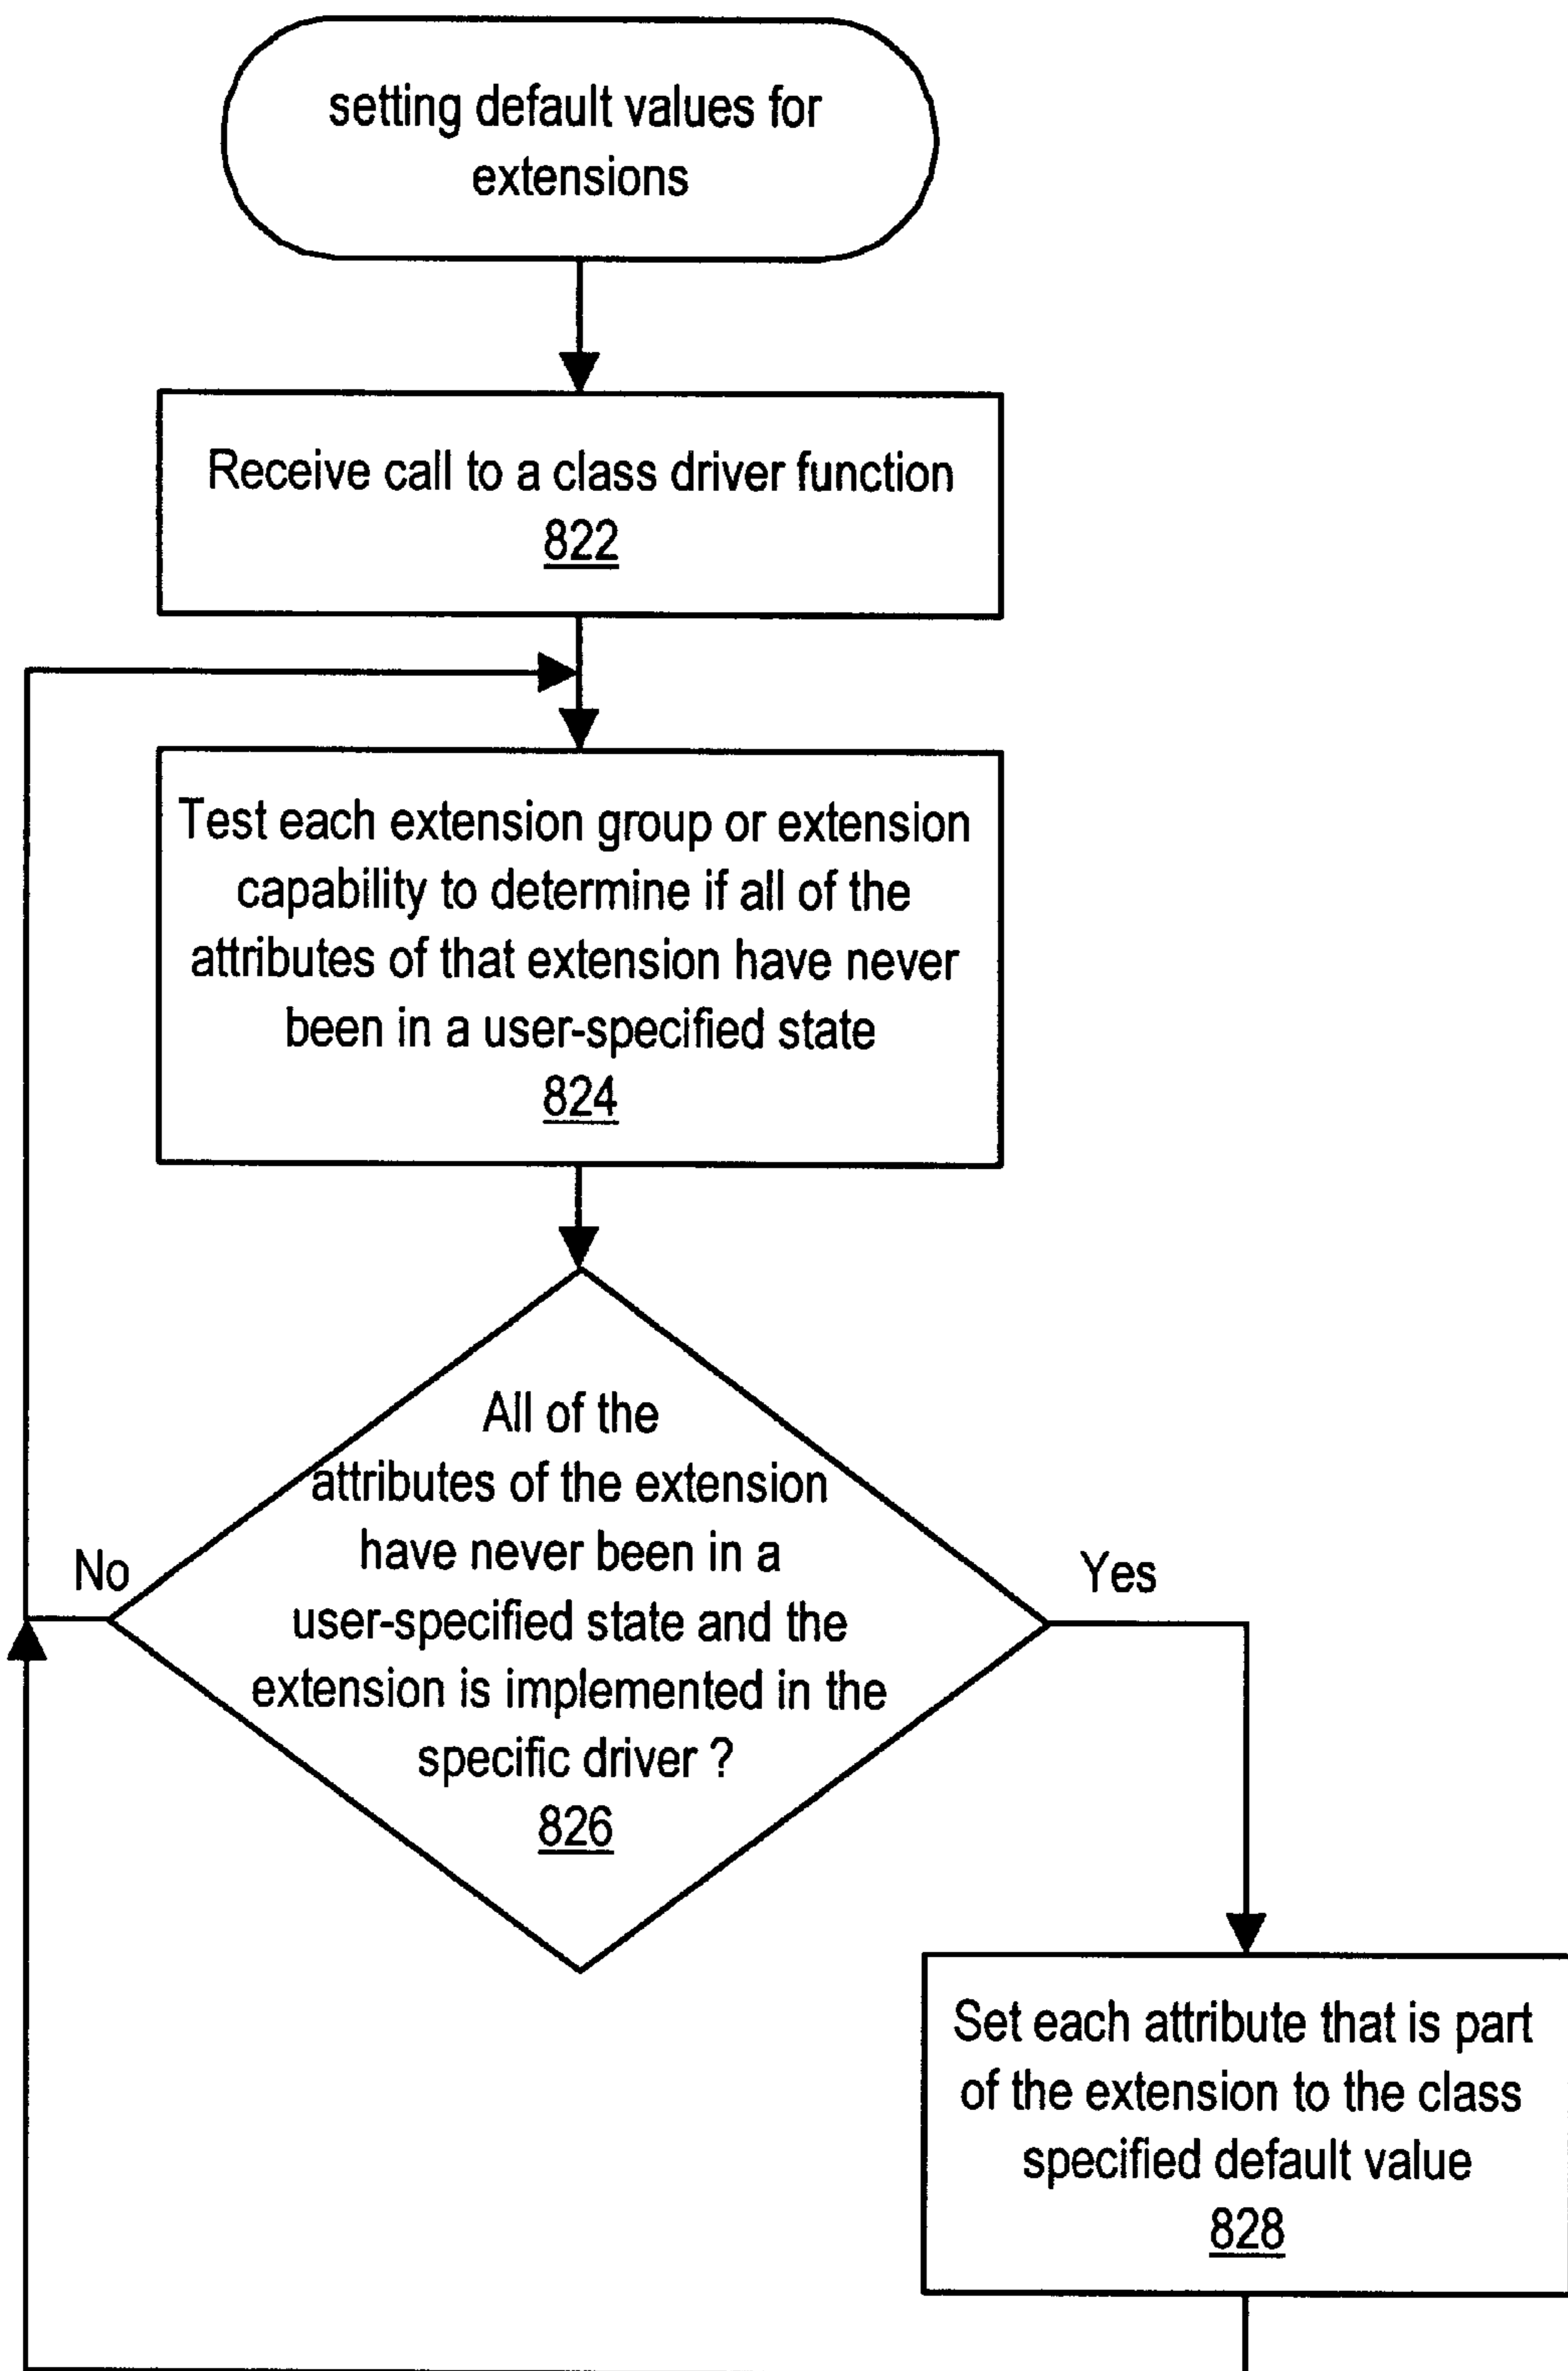 setting default values for
extensions
Receive call to a class driver function
822
Test each extension group or extension
capability to determine if all of the
attributes of that extension have never
been in a user-specified state
824
All of the
attributes of the extension
have never been in a
user-specified state and the
extension is implemented in the
specific driver ?
826
No
Yes
Set each attribute that is part
of the extension to the class
specified default value
828